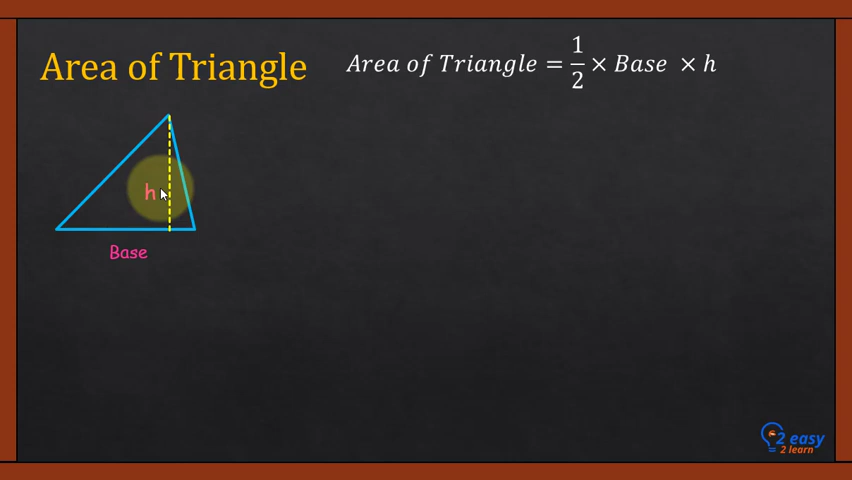 Area of Triangle
𝐴𝑟𝑒𝑎 𝑜𝑓 𝑇𝑟𝑖𝑎𝑛𝑔𝑙𝑒 = 1/2 × 𝐵𝑎𝑠𝑒 × ℎ
h
Base
2 easy
2 learn